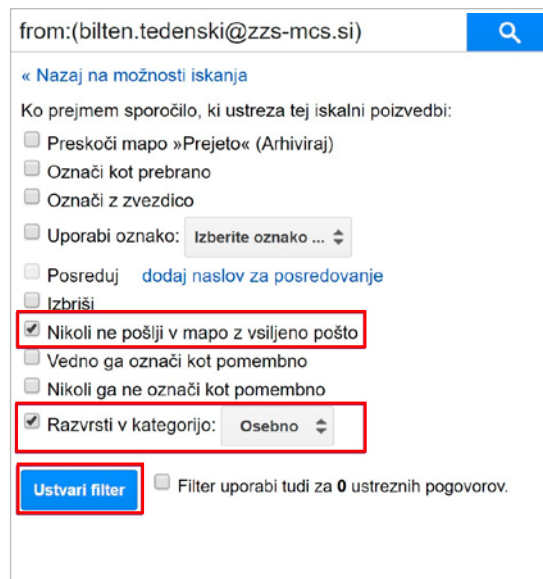 from:(bilten.tedenski@zzs-mcs.si)
« Nazaj na možnosti iskanja
Ko prejmem sporočilo, ki ustreza tej iskalni poizvedbi:
Preskoči mapo »Prejeto« (Arhiviraj)
Označi kot prebrano
Označi z zvezdico
Uporabi oznako: Izberite oznako ...
Posreduj dodaj naslov za posredovanje
Izbriši
Nikoli ne pošlji v mapo z vsiljeno pošto
Vedno ga označi kot pomembno
Nikoli ga ne označi kot pomembno
Razvrsti v kategorijo: Osebno
Ustvari filter Filter uporabi tudi za 0 ustreznih pogovorov.